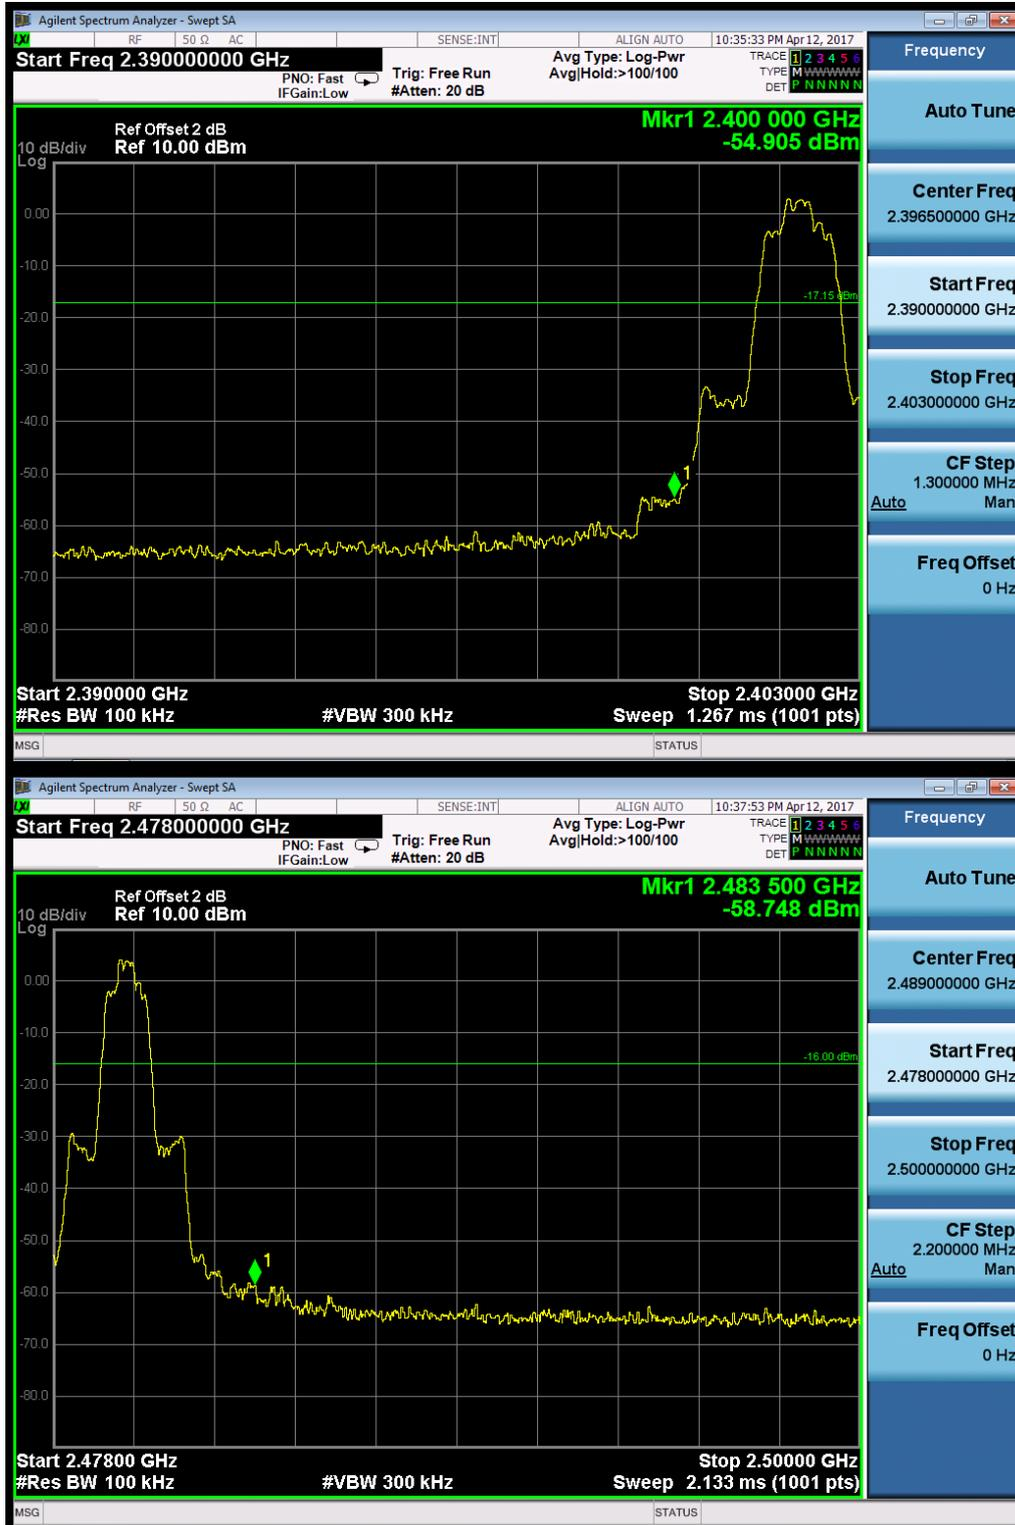 Agilent Spectrum Analyzer - Swept SA
LXI RF 50 Ω AC SENSE:INT ALIGN AUTO 10:35:33 PM Apr 12, 2017
Start Freq 2.390000000 GHz
PNO: Fast
IFGain:Low
Trig: Free Run
#Atten: 20 dB
Avg Type: Log-Pwr
Avg|Hold:>100/100
TRACE 1 2 3 4 5 6
TYPE M W W W W W
DET P N N N N N
Mkr1 2.400 000 GHz
-54.905 dBm
Ref Offset 2 dB
10 dB/div Ref 10.00 dBm
Log
0.00
-10.0
-17.15 dBm
-20.0
-30.0
-40.0
-50.0
1
-60.0
-70.0
-80.0
Start 2.390000 GHz Stop 2.403000 GHz
#Res BW 100 kHz #VBW 300 kHz Sweep 1.267 ms (1001 pts)
MSG STATUS
Frequency
Auto Tune
Center Freq
2.396500000 GHz
Start Freq
2.390000000 GHz
Stop Freq
2.403000000 GHz
CF Step
1.300000 MHz
Auto Man
Freq Offset
0 Hz
Agilent Spectrum Analyzer - Swept SA
LXI RF 50 Ω AC SENSE:INT ALIGN AUTO 10:37:53 PM Apr 12, 2017
Start Freq 2.478000000 GHz
PNO: Fast
IFGain:Low
Trig: Free Run
#Atten: 20 dB
Avg Type: Log-Pwr
Avg|Hold:>100/100
TRACE 1 2 3 4 5 6
TYPE M W W W W W
DET P N N N N N
Mkr1 2.483 500 GHz
-58.748 dBm
Ref Offset 2 dB
10 dB/div Ref 10.00 dBm
Log
0.00
-10.0
-16.00 dBm
-20.0
-30.0
-40.0
-50.0
1
-60.0
-70.0
-80.0
Start 2.47800 GHz Stop 2.50000 GHz
#Res BW 100 kHz #VBW 300 kHz Sweep 2.133 ms (1001 pts)
MSG STATUS
Frequency
Auto Tune
Center Freq
2.489000000 GHz
Start Freq
2.478000000 GHz
Stop Freq
2.500000000 GHz
CF Step
2.200000 MHz
Auto Man
Freq Offset
0 Hz